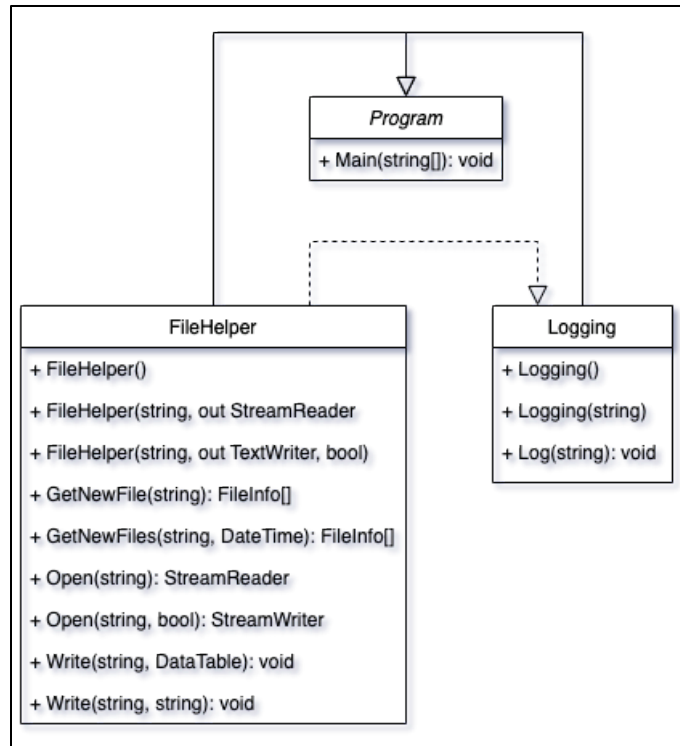 Program
+ Main(string[]): void
FileHelper
+ FileHelper()
+ FileHelper(string, out StreamReader
+ FileHelper(string, out TextWriter, bool)
+ GetNewFile(string): FileInfo[]
+ GetNewFiles(string, DateTime): FileInfo[]
+ Open(string): StreamReader
+ Open(string, bool): StreamWriter
+ Write(string, DataTable): void
+ Write(string, string): void
Logging
+ Logging()
+ Logging(string)
+ Log(string): void